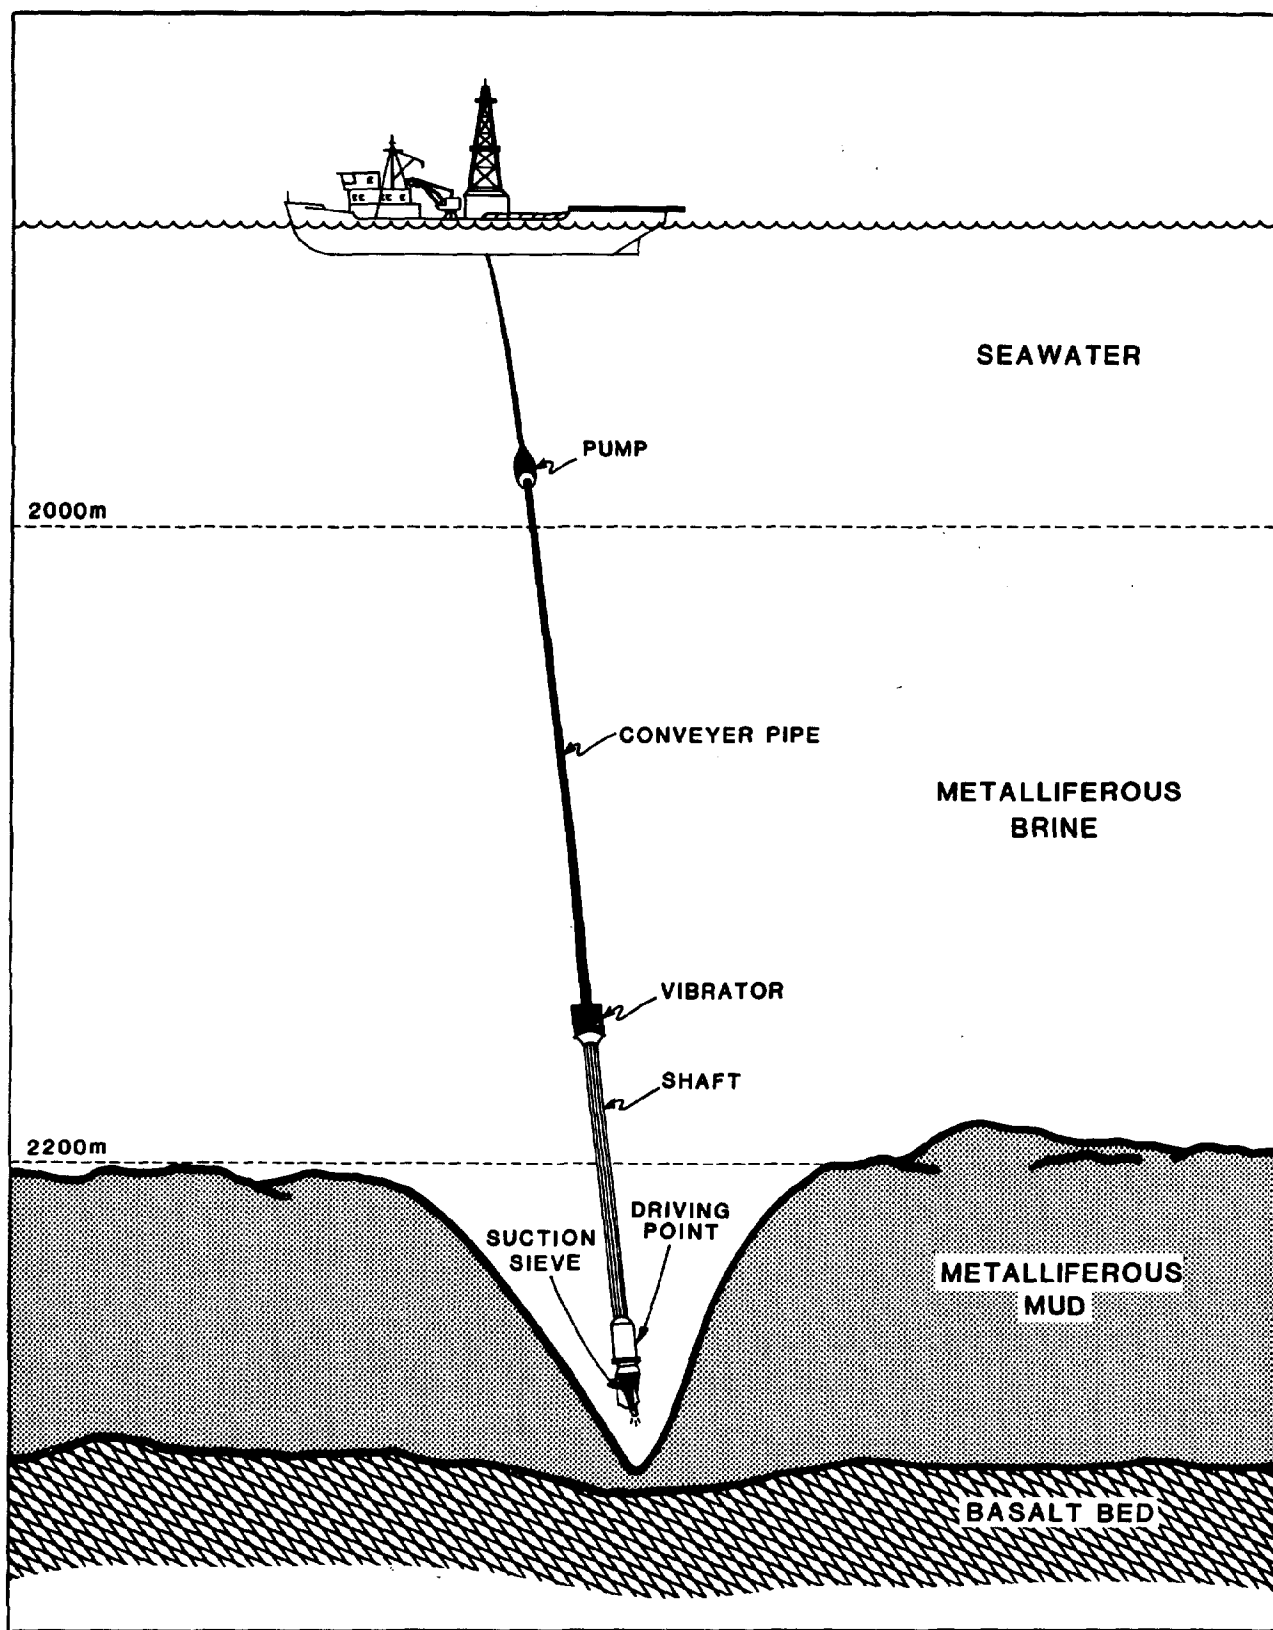 SEAWATER
PUMP
2000m
CONVEYER PIPE
METALLIFEROUS
BRINE
VIBRATOR
SHAFT
2200m
DRIVING
POINT
SUCTION
SIEVE
METALLIFEROUS
MUD
BASALT BED